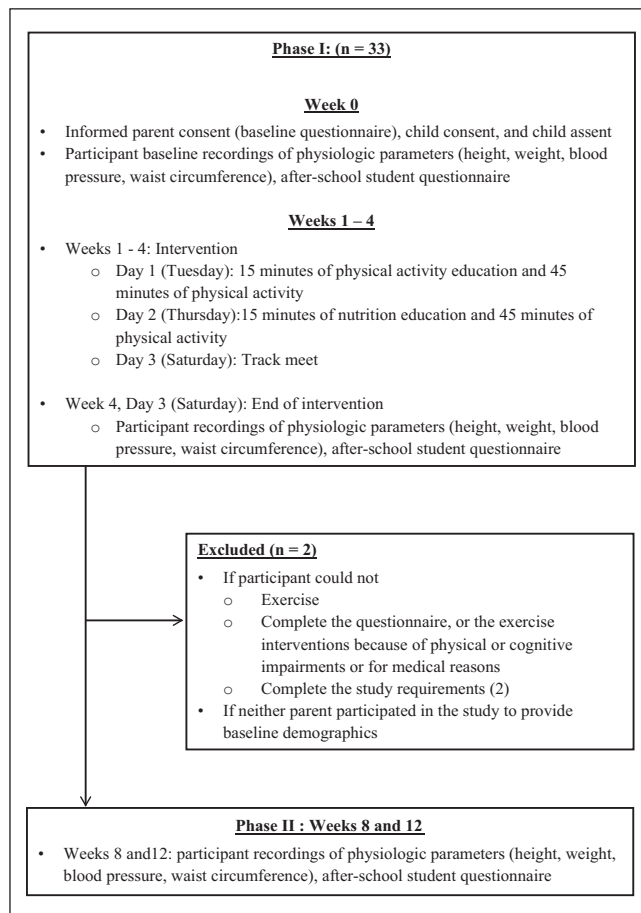 Phase I: (n = 33)
Week 0
• Informed parent consent (baseline questionnaire), child consent, and child assent
• Participant baseline recordings of physiologic parameters (height, weight, blood
pressure, waist circumference), after-school student questionnaire
Weeks 1 – 4
• Weeks 1 - 4: Intervention
o Day 1 (Tuesday): 15 minutes of physical activity education and 45
minutes of physical activity
o Day 2 (Thursday):15 minutes of nutrition education and 45 minutes of
physical activity
o Day 3 (Saturday): Track meet
• Week 4, Day 3 (Saturday): End of intervention
o Participant recordings of physiologic parameters (height, weight, blood
pressure, waist circumference), after-school student questionnaire
Excluded (n = 2)
• If participant could not
o Exercise
o Complete the questionnaire, or the exercise
interventions because of physical or cognitive
impairments or for medical reasons
o Complete the study requirements (2)
• If neither parent participated in the study to provide
baseline demographics
Phase II : Weeks 8 and 12
• Weeks 8 and12: participant recordings of physiologic parameters (height, weight,
blood pressure, waist circumference), after-school student questionnaire